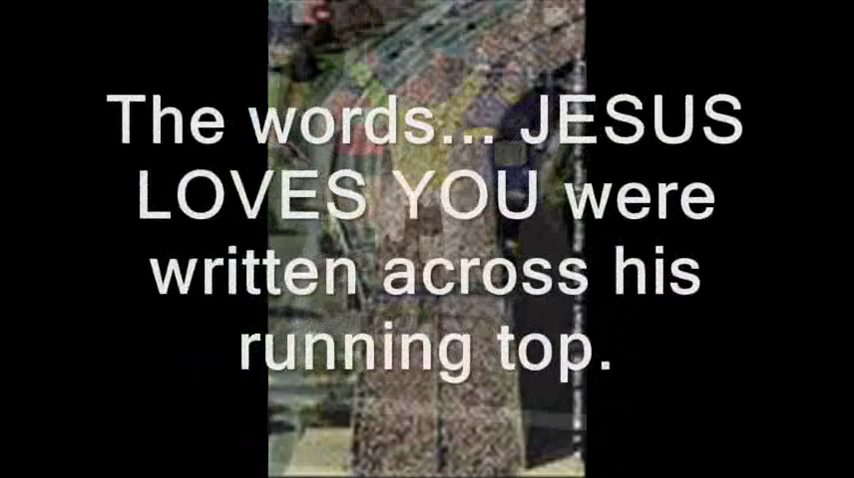 The words... JESUS
LOVES YOU were
written across his
running top.